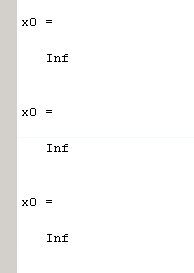 x0 =
Inf
x0 =
Inf
x0 =
Inf